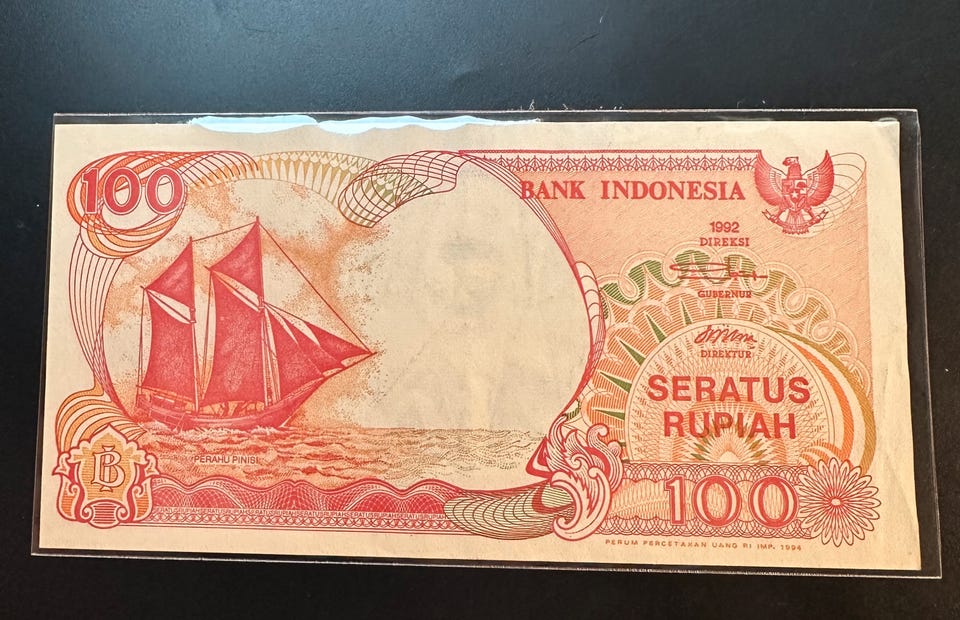 100
BANK INDONESIA
1992
DIREKSI
GUBERNUR
DIREKTUR
SERATUS
RUPIAH
PERAHU PINISI
100
PERUM PERCETAKAN UANG RI IMP. 1994